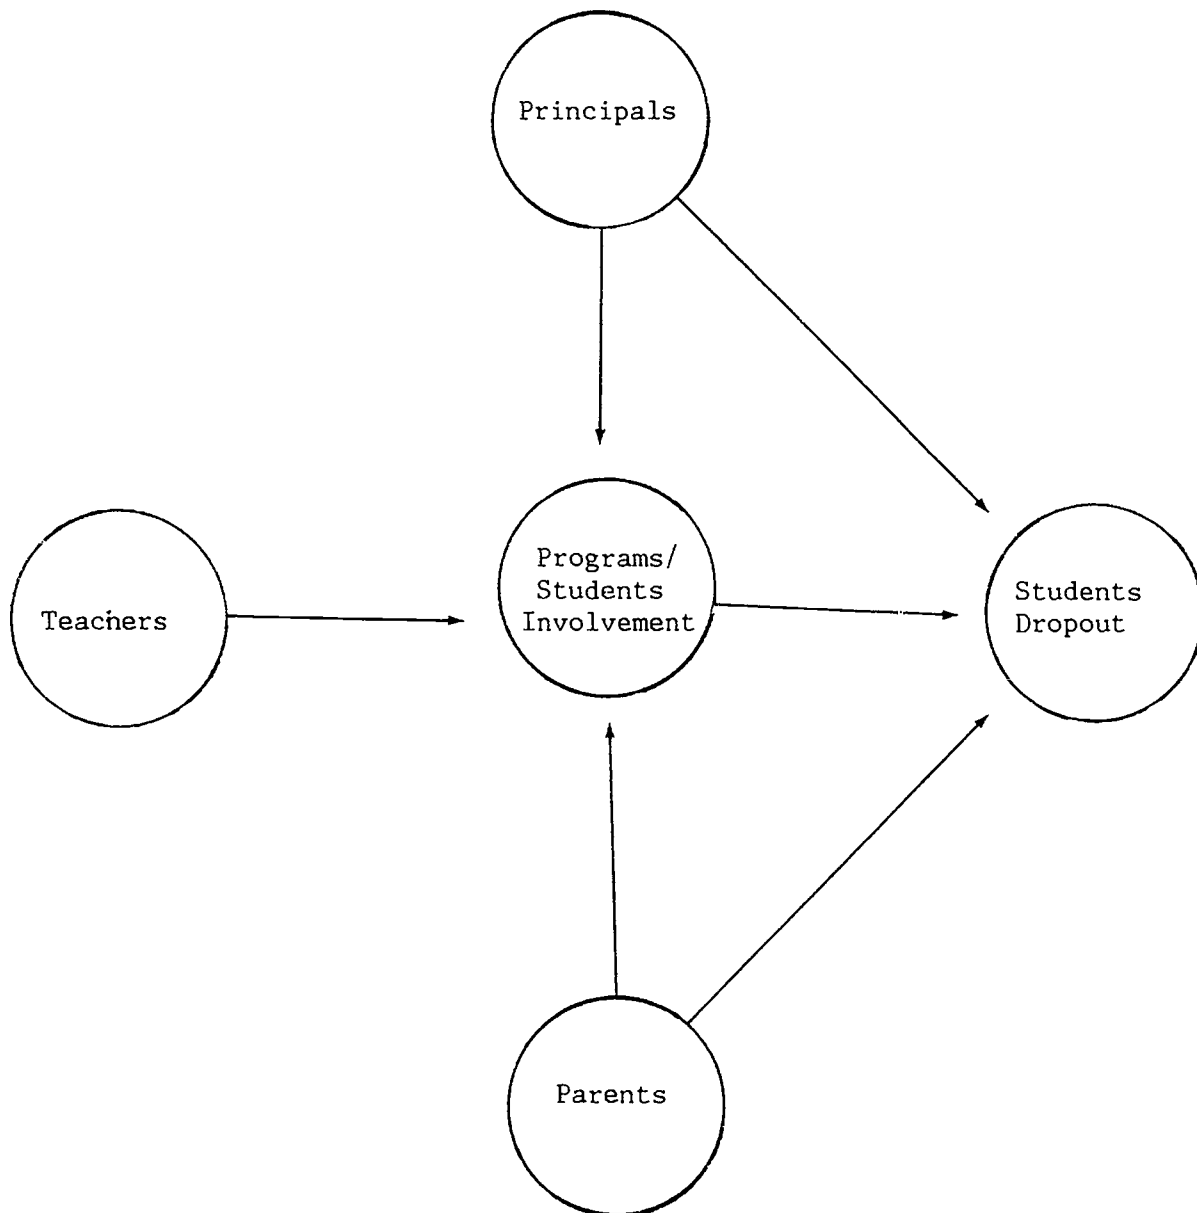 Principals
Programs/
Students
Involvement
Teachers
Students
Dropout
Parents